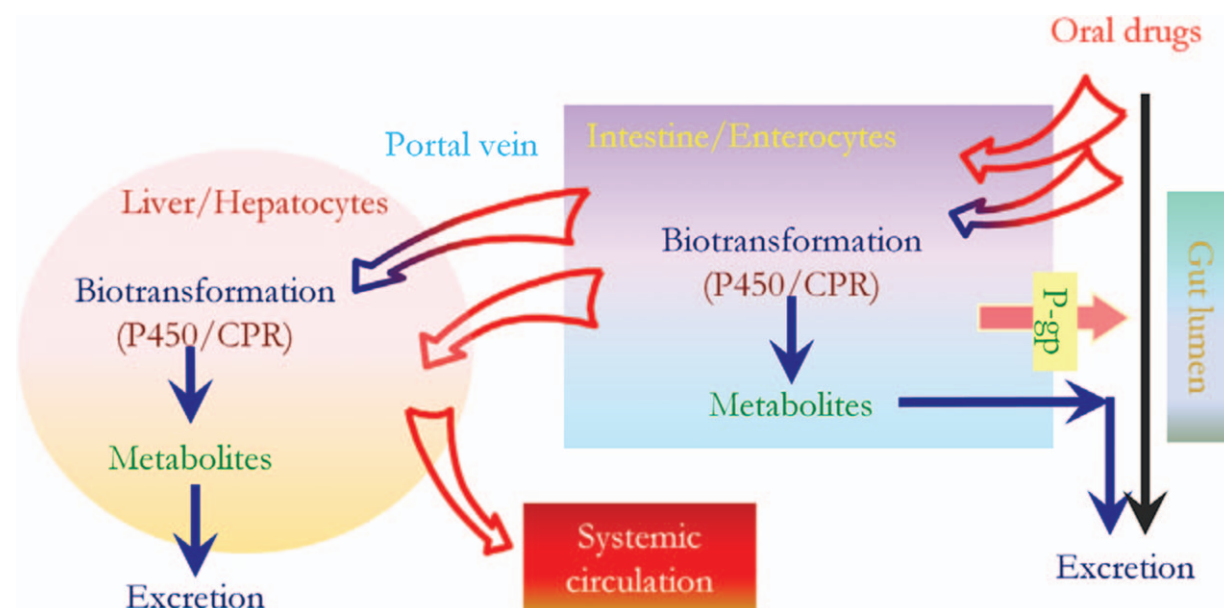 Oral drugs
Portal vein
Intestine/Enterocytes
Liver/Hepatocytes
Biotransformation
(P450/CPR)
Biotransformation
(P450/CPR)
P-gp
Gut lumen
Metabolites
Metabolites
Systemic
circulation
Excretion
Excretion